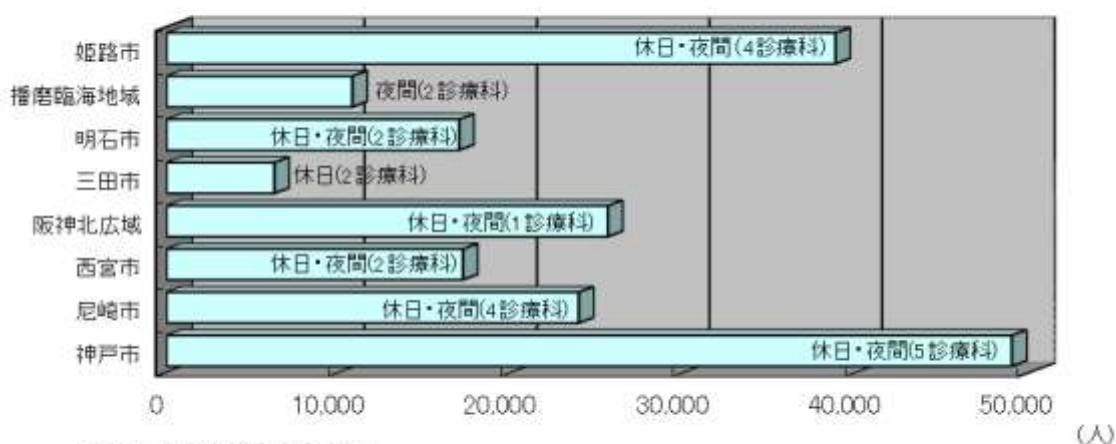 姫路市 休日・夜間(4診療科)
播磨臨海地域 夜間(2診療科)
明石市 休日・夜間(2診療科)
三田市 休日(2診療科)
阪神北広域 休日・夜間(1診療科)
西宮市 休日・夜間(2診療科)
尼崎市 休日・夜間(4診療科)
神戸市 休日・夜間(5診療科)
0 10,000 20,000 30,000 40,000 50,000
(人)